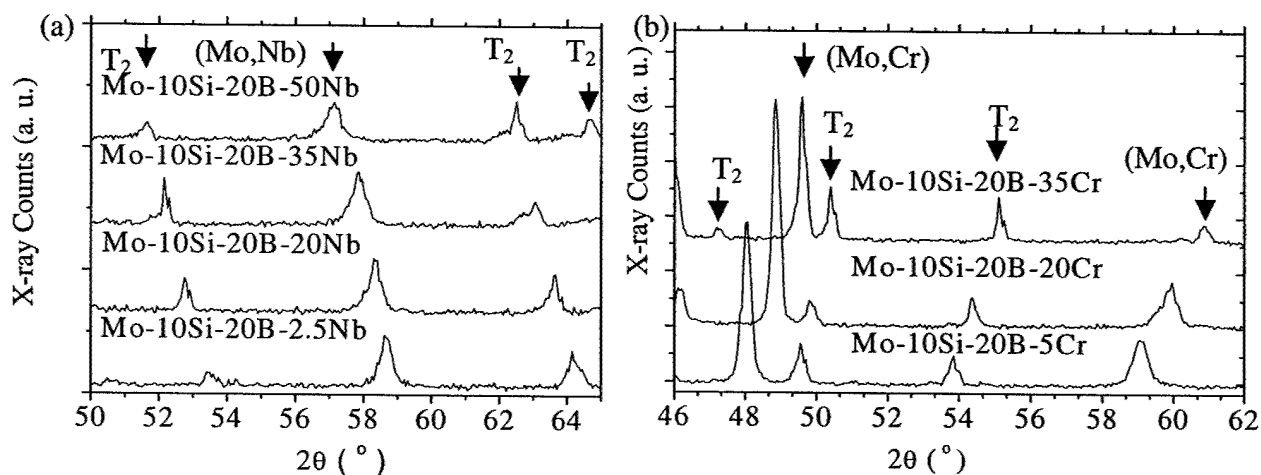 (a)
T₂
(Mo,Nb)
T₂
T₂
Mo-10Si-20B-50Nb
Mo-10Si-20B-35Nb
Mo-10Si-20B-20Nb
Mo-10Si-20B-2.5Nb
X-ray Counts (a. u.)
50 52 54 56 58 60 62 64
2θ ( ° )
(b)
(Mo,Cr)
T₂
T₂
T₂
(Mo,Cr)
Mo-10Si-20B-35Cr
Mo-10Si-20B-20Cr
Mo-10Si-20B-5Cr
X-ray Counts (a. u.)
46 48 50 52 54 56 58 60 62
2θ ( ° )